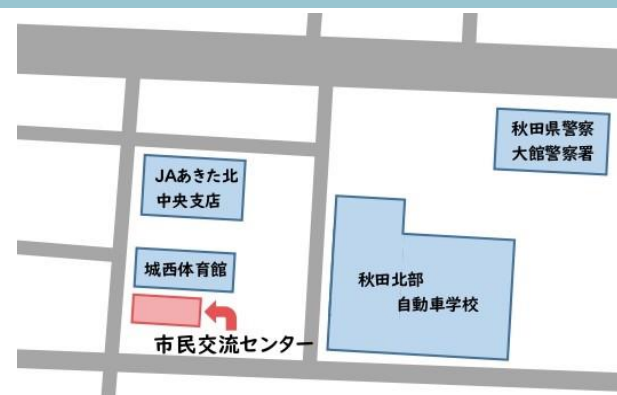 秋田県警察
大館警察署
JAあきた北
中央支店
城西体育館
秋田北部
自動車学校
市民交流センター